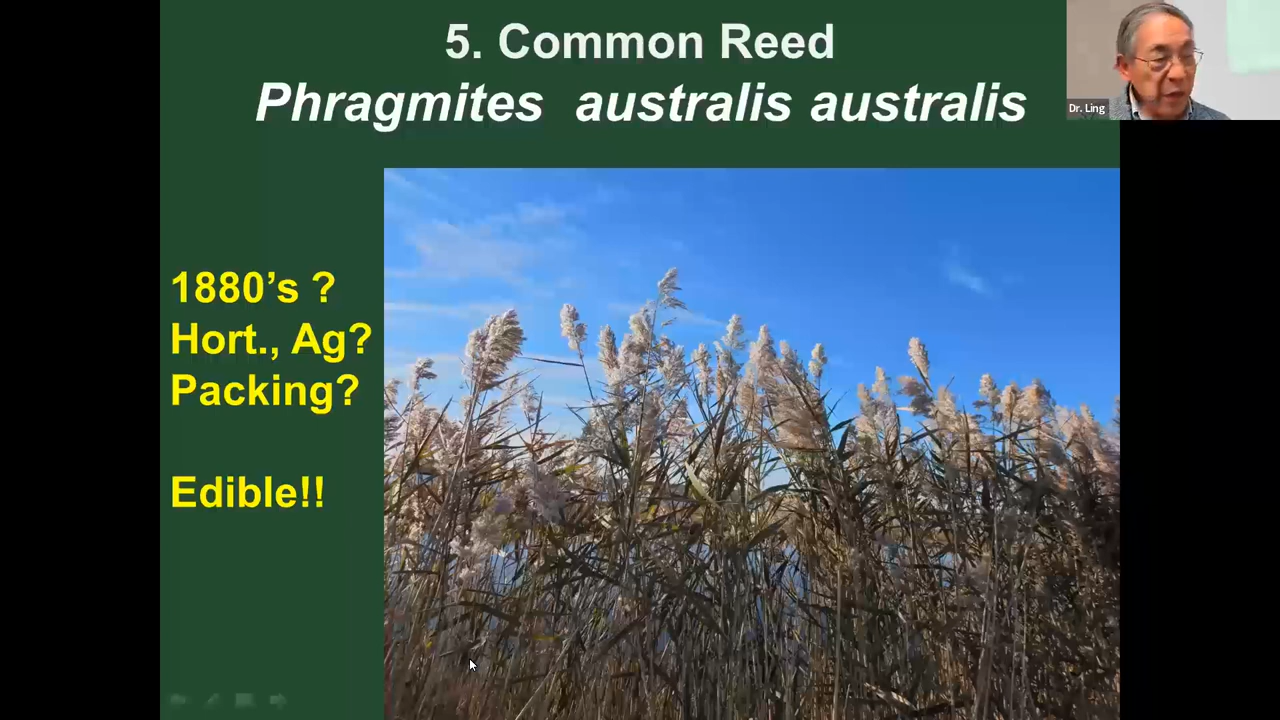 5. Common Reed
Phragmites australis australis
Dr. Ling
1880’s ?
Hort., Ag?
Packing?
Edible!!